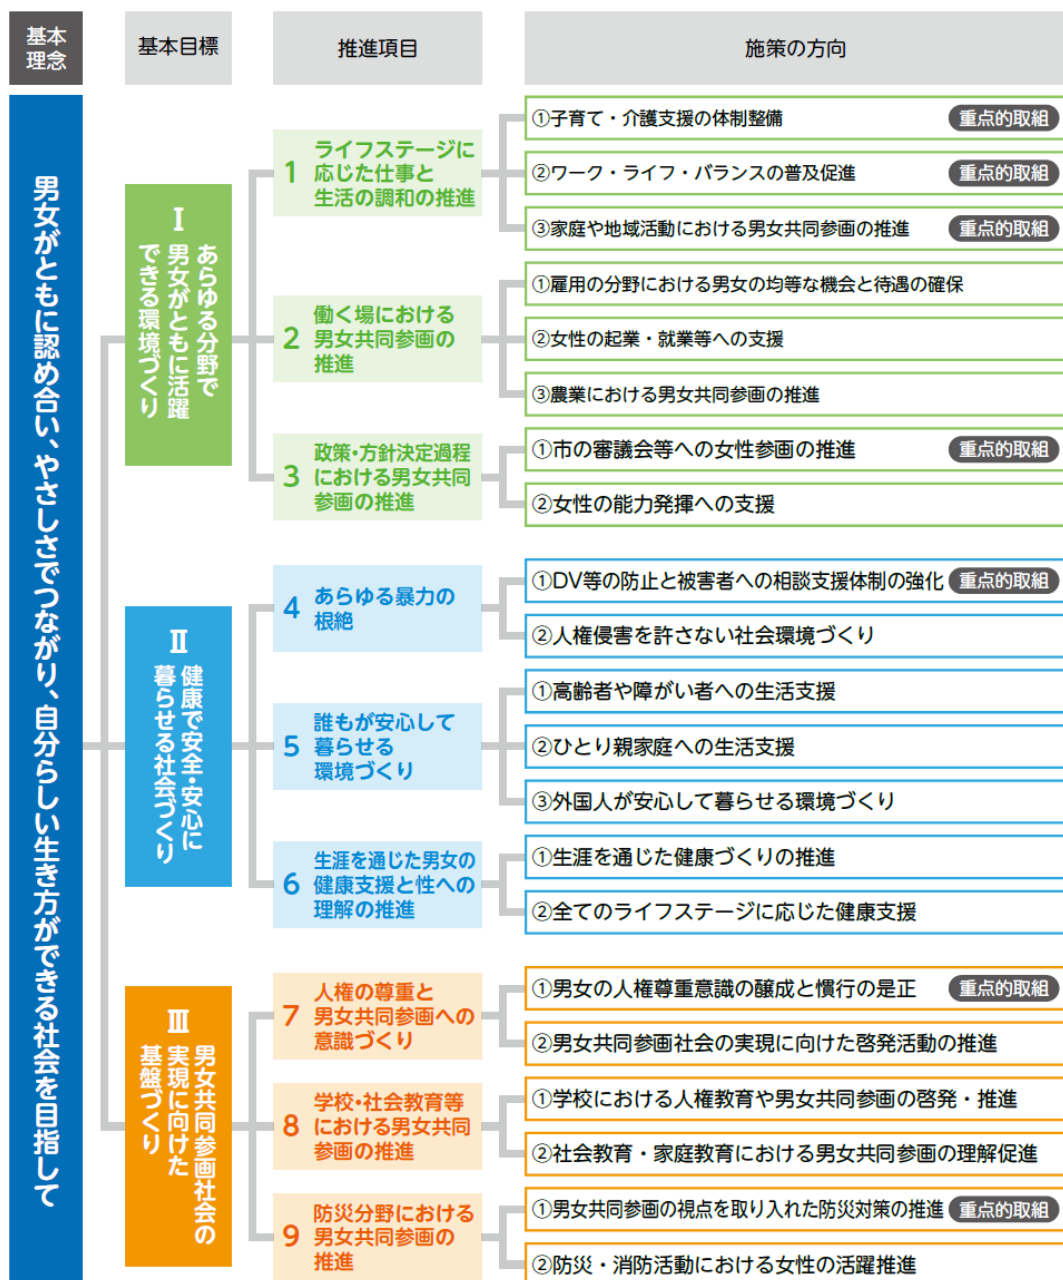 基本
理念
基本目標
推進項目
施策の方向
男女がともに認め合い、やさしさでつながり、自分らしい生き方ができる社会を目指して
Ⅰ
あらゆる分野で
男女がともに活躍
できる環境づくり
1
ライフステージに
応じた仕事と
生活の調和の推進
①子育て・介護支援の体制整備 重点的取組
②ワーク・ライフ・バランスの普及促進 重点的取組
③家庭や地域活動における男女共同参画の推進 重点的取組
2
働く場における
男女共同参画の
推進
①雇用の分野における男女の均等な機会と待遇の確保
②女性の起業・就業等への支援
③農業における男女共同参画の推進
3
政策・方針決定過程
における男女共同
参画の推進
①市の審議会等への女性参画の推進 重点的取組
②女性の能力発揮への支援
Ⅱ
健康で安全・安心に
暮らせる社会づくり
4
あらゆる暴力の
根絶
①DV等の防止と被害者への相談支援体制の強化 重点的取組
②人権侵害を許さない社会環境づくり
5
誰もが安心して
暮らせる
環境づくり
①高齢者や障がい者への生活支援
②ひとり親家庭への生活支援
③外国人が安心して暮らせる環境づくり
6
生涯を通じた男女の
健康支援と性への
理解の推進
①生涯を通じた健康づくりの推進
②全てのライフステージに応じた健康支援
Ⅲ
男女共同参画社会の
実現に向けた
基盤づくり
7
人権の尊重と
男女共同参画への
意識づくり
①男女の人権尊重意識の醸成と慣行の是正 重点的取組
②男女共同参画社会の実現に向けた啓発活動の推進
8
学校・社会教育等
における男女共同
参画の推進
①学校における人権教育や男女共同参画の啓発・推進
②社会教育・家庭教育における男女共同参画の理解促進
9
防災分野における
男女共同参画の
推進
①男女共同参画の視点を取り入れた防災対策の推進 重点的取組
②防災・消防活動における女性の活躍推進